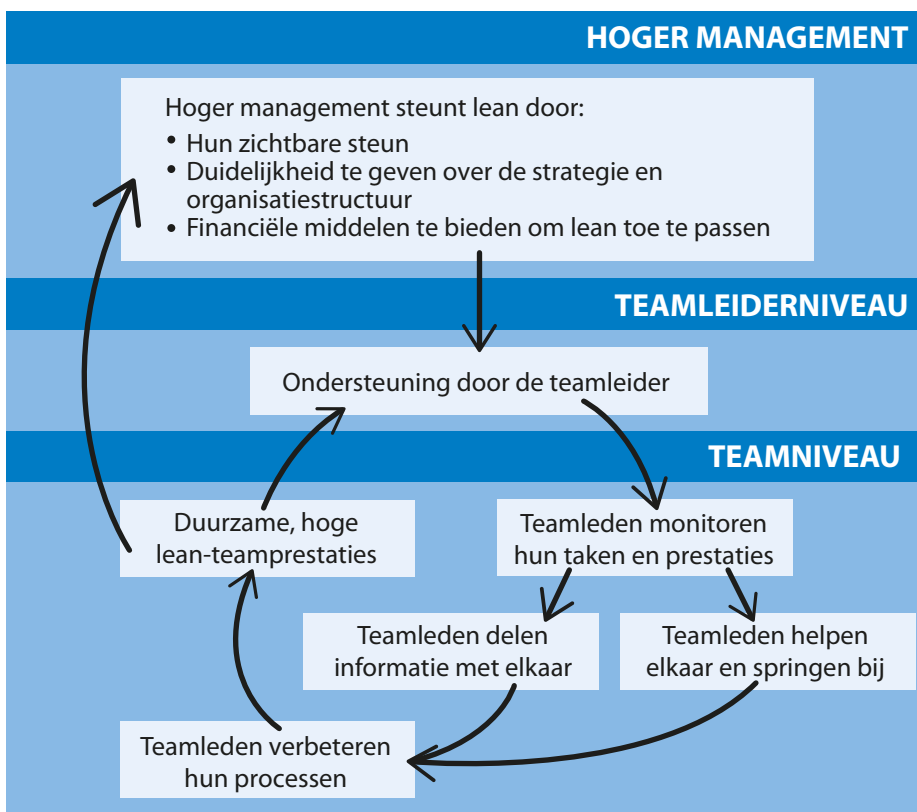 HOGER MANAGEMENT
Hoger management steunt lean door:
• Hun zichtbare steun
• Duidelijkheid te geven over de strategie en
organisatiestructuur
• Financiële middelen te bieden om lean toe te passen
TEAMLEIDERNIVEAU
Ondersteuning door de teamleider
TEAMNIVEAU
Duurzame, hoge
lean-teamprestaties
Teamleden monitoren
hun taken en prestaties
Teamleden delen
informatie met elkaar
Teamleden helpen
elkaar en springen bij
Teamleden verbeteren
hun processen